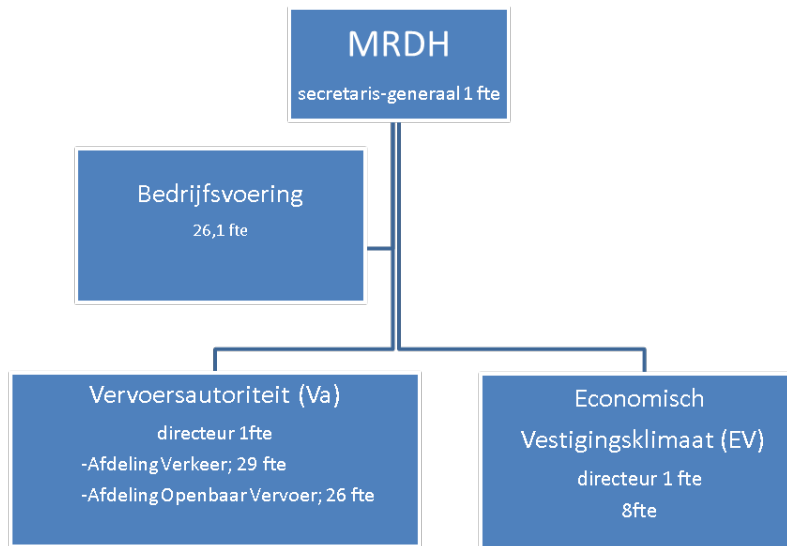 MRDH
secretaris-generaal 1 fte
Bedrijfsvoering
26,1 fte
Vervoersautoriteit (Va)
directeur 1fte
-Afdeling Verkeer; 29 fte
-Afdeling Openbaar Vervoer; 26 fte
Economisch
Vestigingsklimaat (EV)
directeur 1 fte
8fte